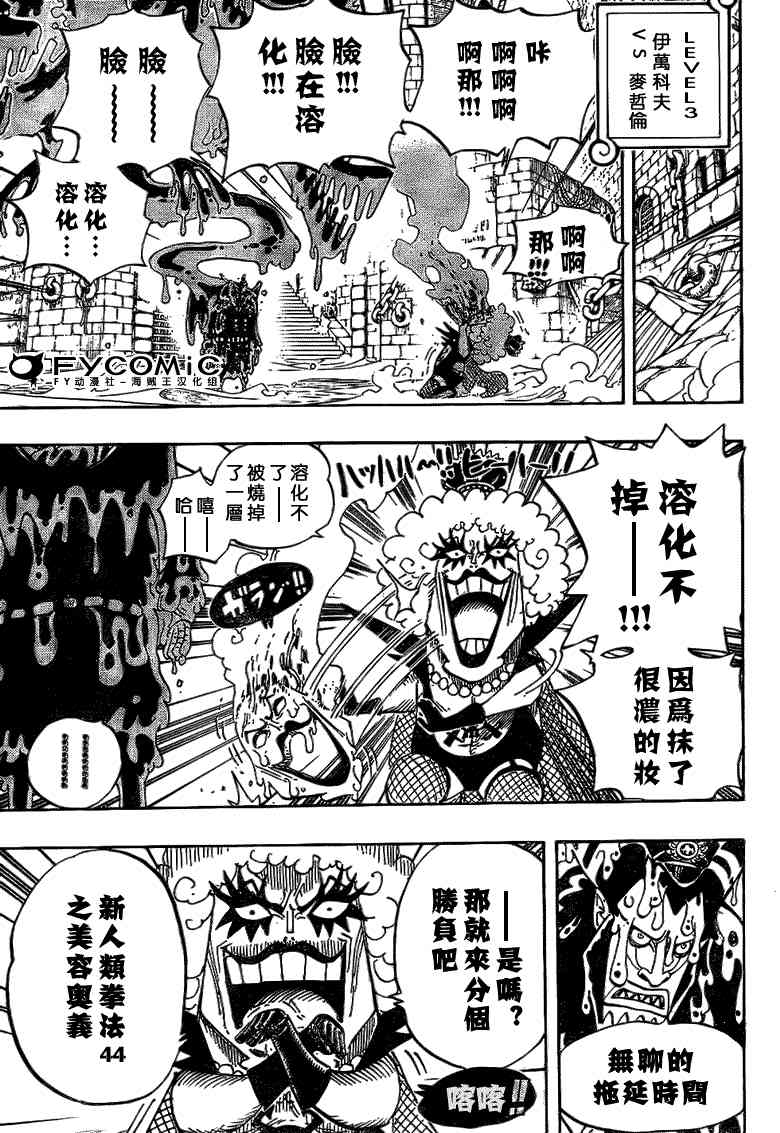 LEVEL3
伊萬科夫
VS 麥哲倫
咔
啊啊啊
啊那!!!
臉!!!
臉在溶
化!!!
臉~~
臉~~
溶化…
溶化…
啊啊
那!!!
FYCOMIC
FY动漫社-海贼王汉化组
溶化不
掉——!!!
因爲抹了
很濃的妝
ハッハー ヒーハー!!
溶化不
了—
被燒掉
了一層
嘻——
哈——
ザラン!!
無聊的
拖延時間
——是嗎?
那就來分個
勝負吧
喀喀!!
新人類拳法
44
之美容奧義